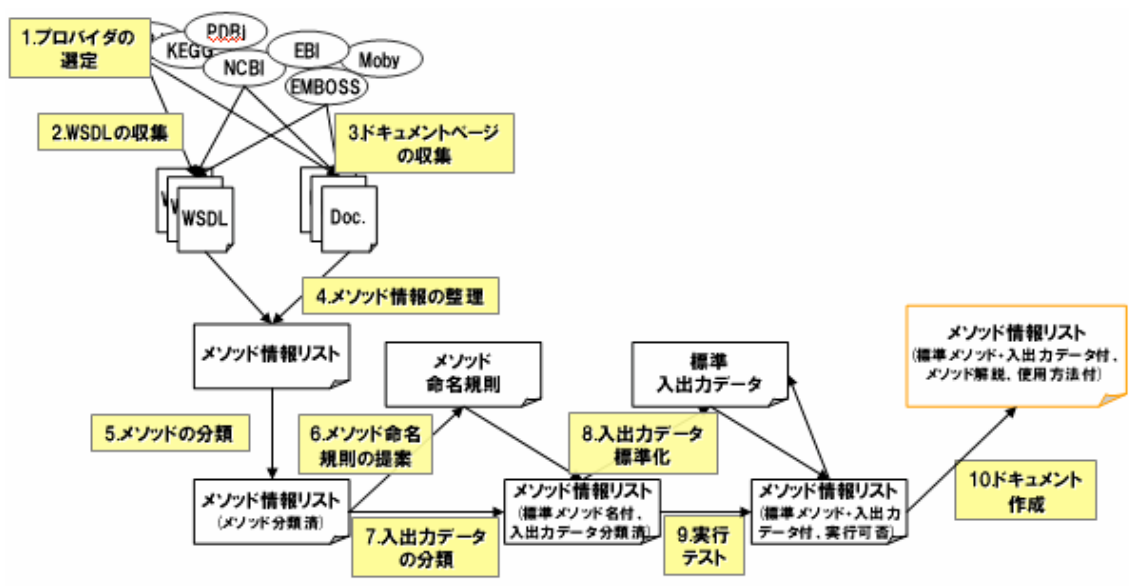 1.プロバイダの
選定
KEGG
PDBj
NCBI
EBI
EMBOSS
Moby
2.WSDLの収集
3.ドキュメントページ
の収集
WSDL
Doc.
4.メソッド情報の整理
メソッド情報リスト
メソッド
命名規則
標準
入出力データ
メソッド情報リスト
(標準メソッド+入出力データ付、
メソッド解説、使用方法付)
5.メソッドの分類
6.メソッド命名
規則の提案
8.入出力データ
標準化
10ドキュメント
作成
メソッド情報リスト
(メソッド分類済)
7.入出力データ
の分類
メソッド情報リスト
(標準メソッド名付、
入出力データ分類済)
9.実行
テスト
メソッド情報リスト
(標準メソッド+入出力
データ付、実行可否)